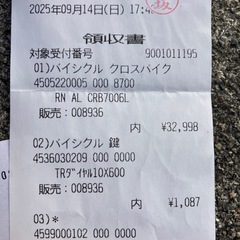 2025年09月14日(日) 17:4
領収書
対象受付番号 9001011195
01)バイシクル クロスバイク
4505220005 000 8700
RN AL CRB7006L
販売：008936
内 ¥32,998
02)バイシクル 鍵
4536030209 000 0000
TRダイヤル10X600
販売：008936
内 ¥1,087
03)*
4599000102 000 0000